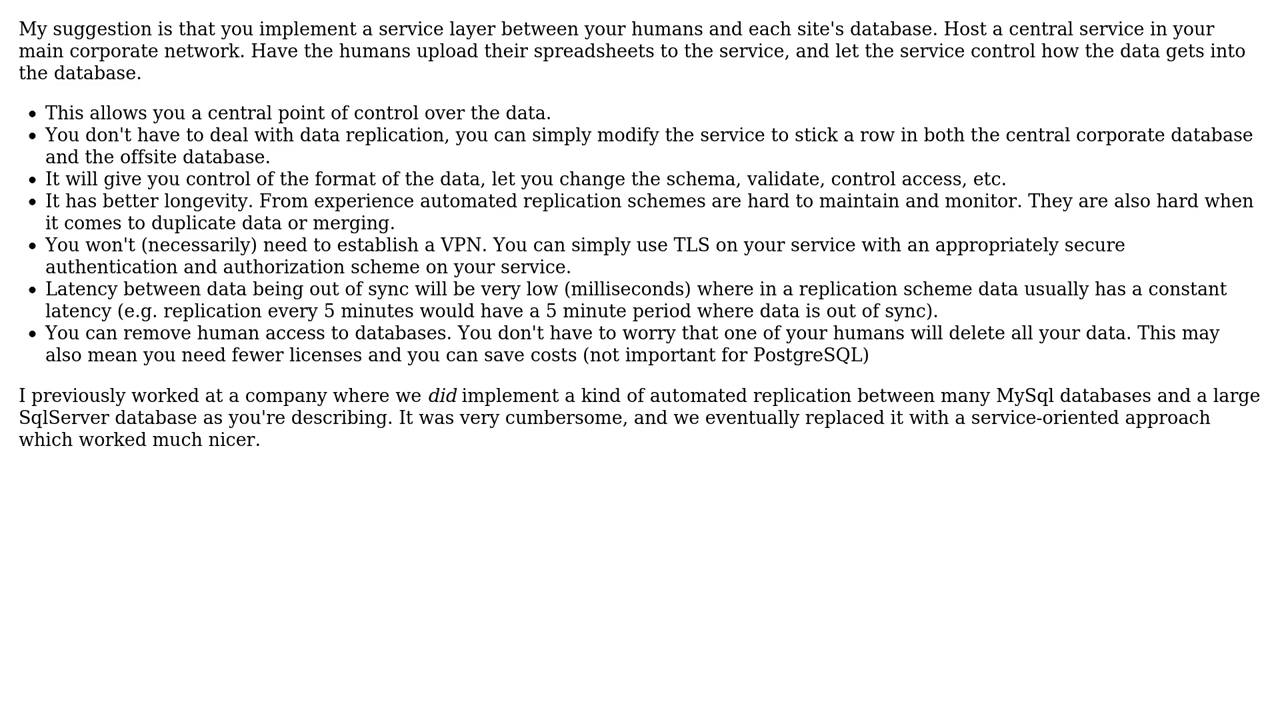 My suggestion is that you implement a service layer between your humans and each site's database. Host a central service in your
main corporate network. Have the humans upload their spreadsheets to the service, and let the service control how the data gets into
the database.
• This allows you a central point of control over the data.
• You don't have to deal with data replication, you can simply modify the service to stick a row in both the central corporate database
and the offsite database.
• It will give you control of the format of the data, let you change the schema, validate, control access, etc.
• It has better longevity. From experience automated replication schemes are hard to maintain and monitor. They are also hard when
it comes to duplicate data or merging.
• You won't (necessarily) need to establish a VPN. You can simply use TLS on your service with an appropriately secure
authentication and authorization scheme on your service.
• Latency between data being out of sync will be very low (milliseconds) where in a replication scheme data usually has a constant
latency (e.g. replication every 5 minutes would have a 5 minute period where data is out of sync).
• You can remove human access to databases. You don't have to worry that one of your humans will delete all your data. This may
also mean you need fewer licenses and you can save costs (not important for PostgreSQL)
I previously worked at a company where we did implement a kind of automated replication between many MySql databases and a large
SqlServer database as you're describing. It was very cumbersome, and we eventually replaced it with a service-oriented approach
which worked much nicer.